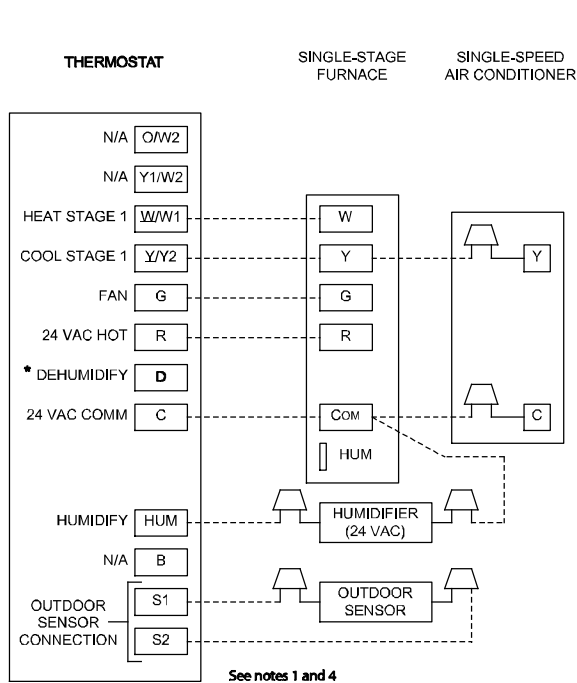 THERMOSTAT
SINGLE-STAGE
FURNACE
SINGLE-SPEED
AIR CONDITIONER
N/A O/W2
N/A Y1/W2
HEAT STAGE 1 W/W1 W
COOL STAGE 1 Y/Y2 Y Y
FAN G G
24 VAC HOT R R
* DEHUMIDIFY D
24 VAC COMM C COM C
HUM
HUMIDIFY HUM
HUMIDIFIER
(24 VAC)
N/A B
OUTDOOR
SENSOR
CONNECTION
S1
S2
OUTDOOR
SENSOR
See notes 1 and 4